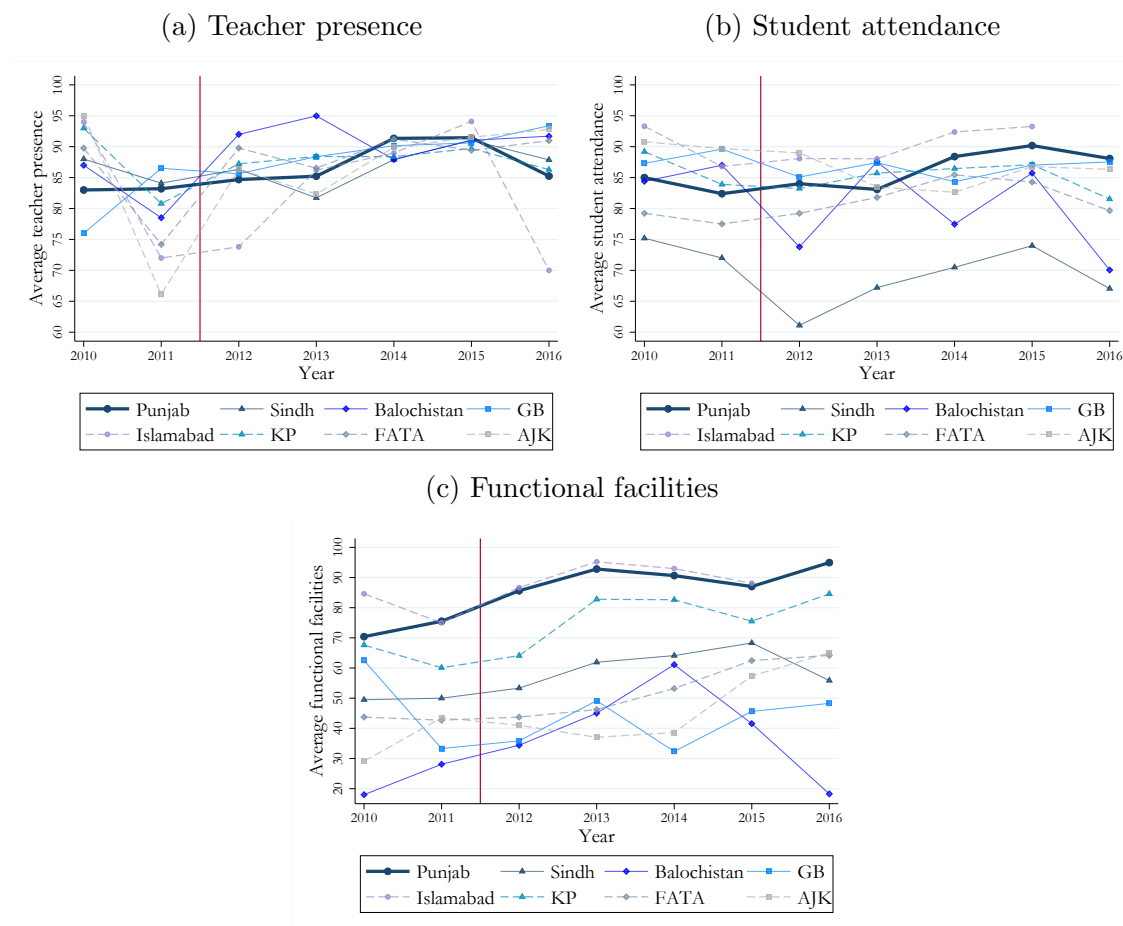 (a) Teacher presence
(b) Student attendance
Average teacher presence
100
95
90
85
80
75
70
65
60
2010 2011 2012 2013 2014 2015 2016
Year
Punjab Sindh Balochistan GB
Islamabad KP FATA AJK
Average student attendance
100
95
90
85
80
75
70
65
60
2010 2011 2012 2013 2014 2015 2016
Year
Punjab Sindh Balochistan GB
Islamabad KP FATA AJK
(c) Functional facilities
Average functional facilities
100
90
80
70
60
50
40
30
20
2010 2011 2012 2013 2014 2015 2016
Year
Punjab Sindh Balochistan GB
Islamabad KP FATA AJK